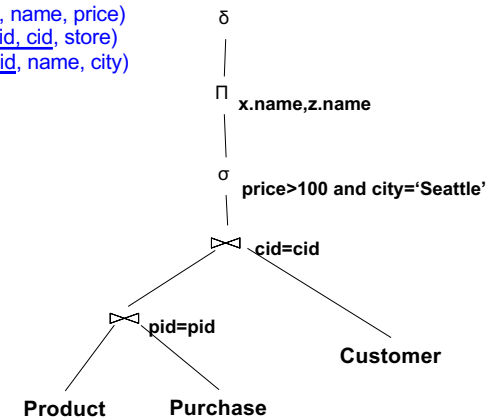 , name, price)
id, cid, store)
id, name, city)
δ
Π x.name,z.name
σ price>100 and city=‘Seattle’
cid=cid
pid=pid
Customer
Product Purchase